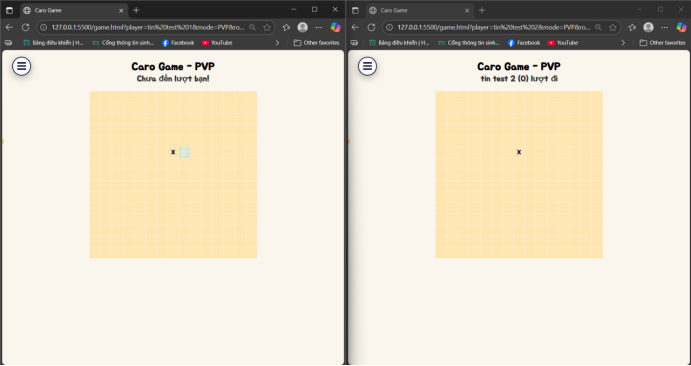 Caro Game
127.0.0.1:5500/game.html?player=tin%20test%201&mode=PVP&ro...
Bảng điều khiển | H...
Cổng thông tin sinh...
Facebook
YouTube
Other favorites
Caro Game - PVP
Chưa đến lượt bạn!
X
Caro Game
127.0.0.1:5500/game.html?player=tin%20test%202&mode=PVP&ro...
Bảng điều khiển | H...
Cổng thông tin sinh...
Facebook
YouTube
Other favorites
Caro Game - PVP
tin test 2 (O) lượt đi
X